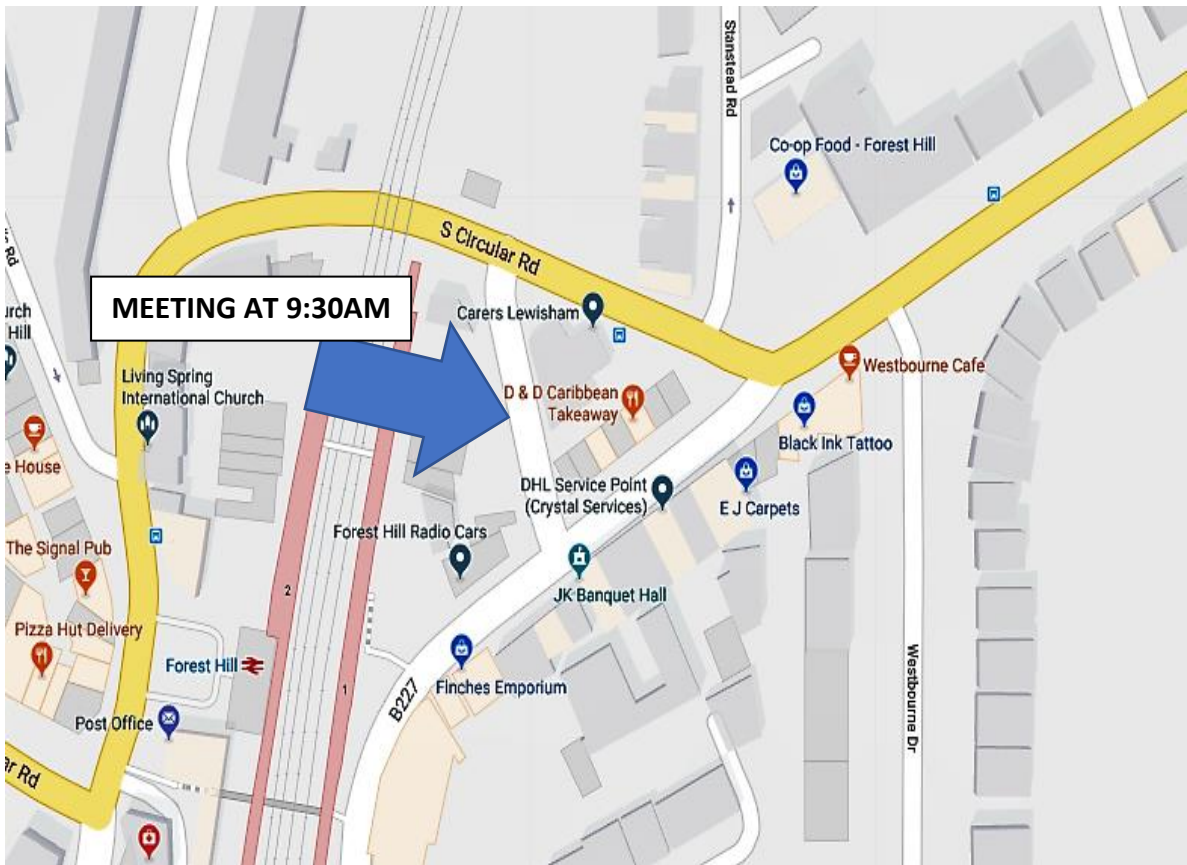 Stanstead Rd
Co-op Food - Forest Hill
S Circular Rd
MEETING AT 9:30AM
Carers Lewisham
Hill
Living Spring
International Church
D & D Caribbean
Takeaway
Westbourne Cafe
Black Ink Tattoo
House
DHL Service Point
(Crystal Services)
E J Carpets
Forest Hill Radio Cars
The Signal Pub
JK Banquet Hall
2
Pizza Hut Delivery
Forest Hill
Finches Emporium
1
B227
Westbourne Dr
Post Office
Rd